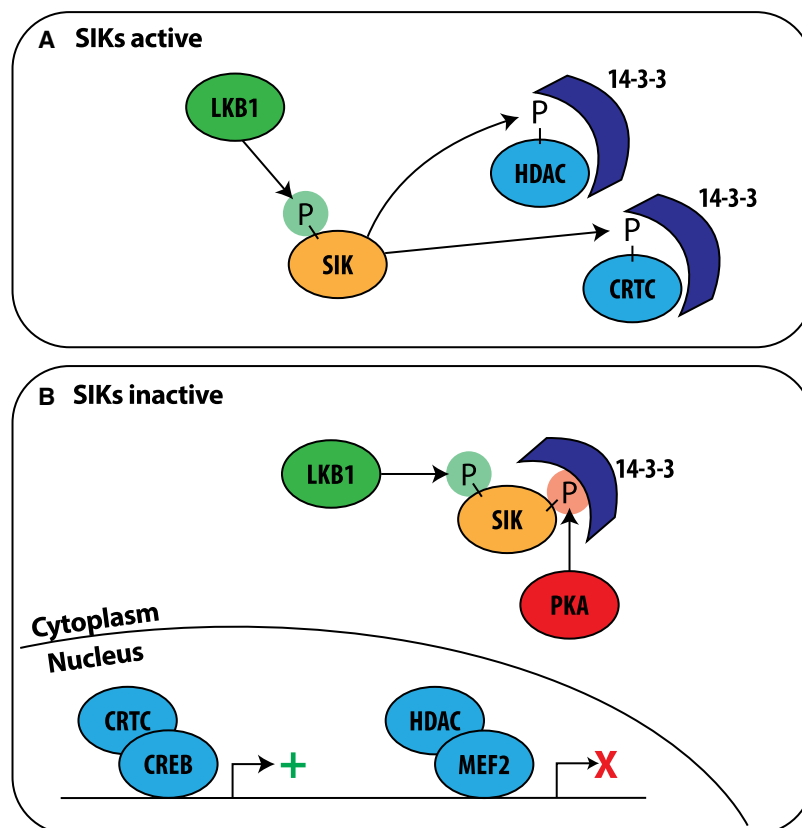 A SIKs active
LKB1
14-3-3
P
HDAC
P
14-3-3
SIK
P
CRTC
B SIKs inactive
LKB1
P
14-3-3
P
SIK
PKA
Cytoplasm
Nucleus
CRTC
HDAC
CREB
+
MEF2
X